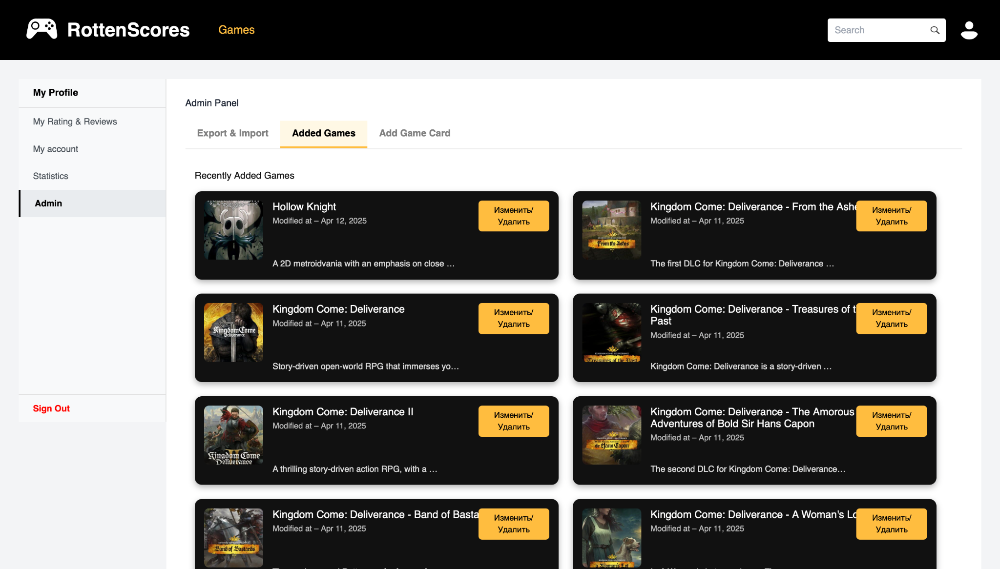 RottenScores
Games
Search
My Profile
My Rating & Reviews
My account
Statistics
Admin
Sign Out
Admin Panel
Export & Import
Added Games
Add Game Card
Recently Added Games
Hollow Knight
Modified at – Apr 12, 2025
Изменить/
Удалить
A 2D metroidvania with an emphasis on close …
From the Ashes
Kingdom Come: Deliverance - From the Ashe
Modified at – Apr 11, 2025
Изменить/
Удалить
The first DLC for Kingdom Come: Deliverance …
Kingdom Come
Deliverance
Kingdom Come: Deliverance
Modified at – Apr 11, 2025
Изменить/
Удалить
Story-driven open-world RPG that immerses yo…
KINGDOM COME: DELIVERANCE
Treasures of the Past
Kingdom Come: Deliverance - Treasures of t
Past
Modified at – Apr 11, 2025
Изменить/
Удалить
Kingdom Come: Deliverance is a story-driven …
II
Kingdom Come
Deliverance
Kingdom Come: Deliverance II
Modified at – Apr 11, 2025
Изменить/
Удалить
A thrilling story-driven action RPG, with a …
Sir Hans Capon
Kingdom Come: Deliverance - The Amorous
Adventures of Bold Sir Hans Capon
Modified at – Apr 11, 2025
Изменить/
Удалить
The second DLC for Kingdom Come: Deliverance…
Band of Bastards
Kingdom Come: Deliverance - Band of Basta
Modified at – Apr 11, 2025
Изменить/
Удалить
a Woman's Lot
Kingdom Come: Deliverance - A Woman's Lo
Modified at – Apr 11, 2025
Изменить/
Удалить